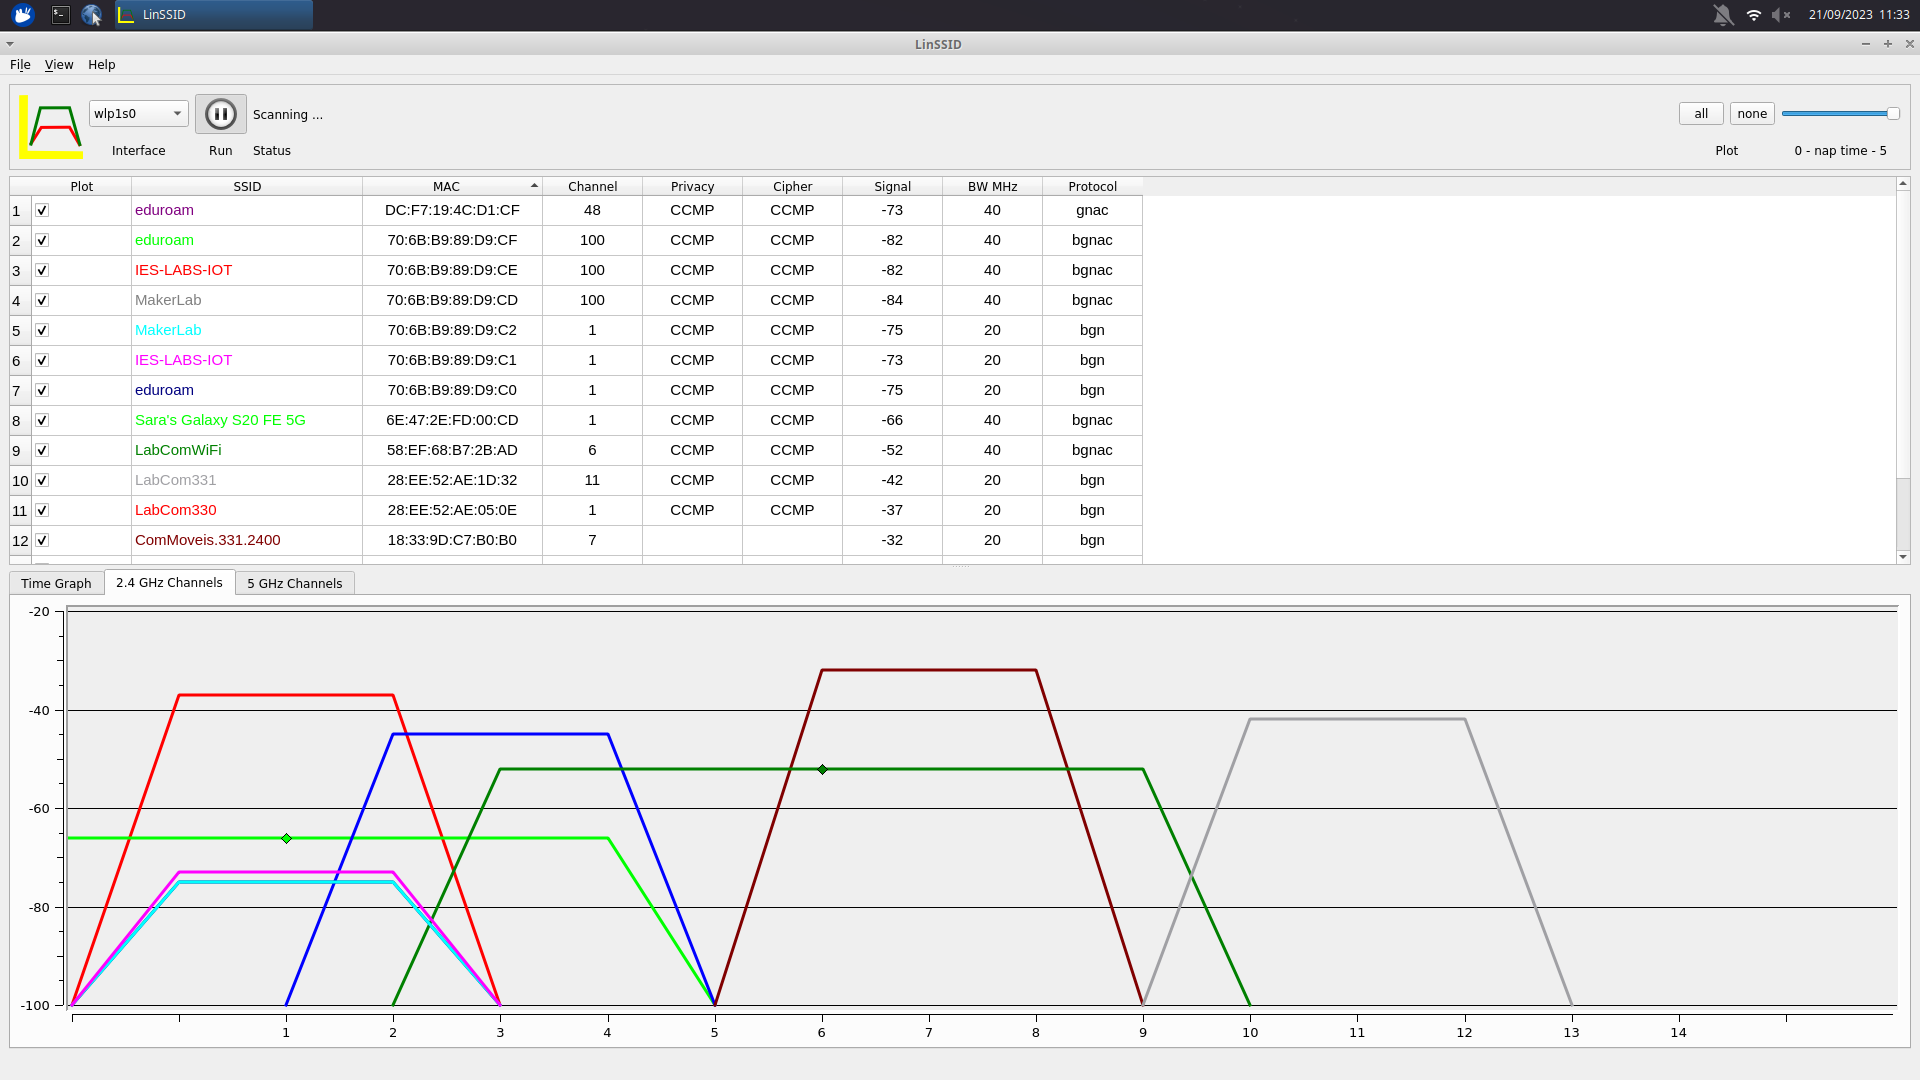 LinSSID 21/09/2023 11:33
LinSSID
File View Help
wlp1s0 Scanning ... all none
Interface Run Status Plot 0 - nap time - 5
Plot SSID MAC Channel Privacy Cipher Signal BW MHz Protocol
1 eduroam DC:F7:19:4C:D1:CF 48 CCMP CCMP -73 40 gnac
2 eduroam 70:6B:B9:89:D9:CF 100 CCMP CCMP -82 40 bgnac
3 IES-LABS-IOT 70:6B:B9:89:D9:CE 100 CCMP CCMP -82 40 bgnac
4 MakerLab 70:6B:B9:89:D9:CD 100 CCMP CCMP -84 40 bgnac
5 MakerLab 70:6B:B9:89:D9:C2 1 CCMP CCMP -75 20 bgn
6 IES-LABS-IOT 70:6B:B9:89:D9:C1 1 CCMP CCMP -73 20 bgn
7 eduroam 70:6B:B9:89:D9:C0 1 CCMP CCMP -75 20 bgn
8 Sara's Galaxy S20 FE 5G 6E:47:2E:FD:00:CD 1 CCMP CCMP -66 40 bgnac
9 LabComWiFi 58:EF:68:B7:2B:AD 6 CCMP CCMP -52 40 bgnac
10 LabCom331 28:EE:52:AE:1D:32 11 CCMP CCMP -42 20 bgn
11 LabCom330 28:EE:52:AE:05:0E 1 CCMP CCMP -37 20 bgn
12 ComMoveis.331.2400 18:33:9D:C7:B0:B0 7 -32 20 bgn
Time Graph 2.4 GHz Channels 5 GHz Channels
-20
-40
-60
-80
-100
1 2 3 4 5 6 7 8 9 10 11 12 13 14